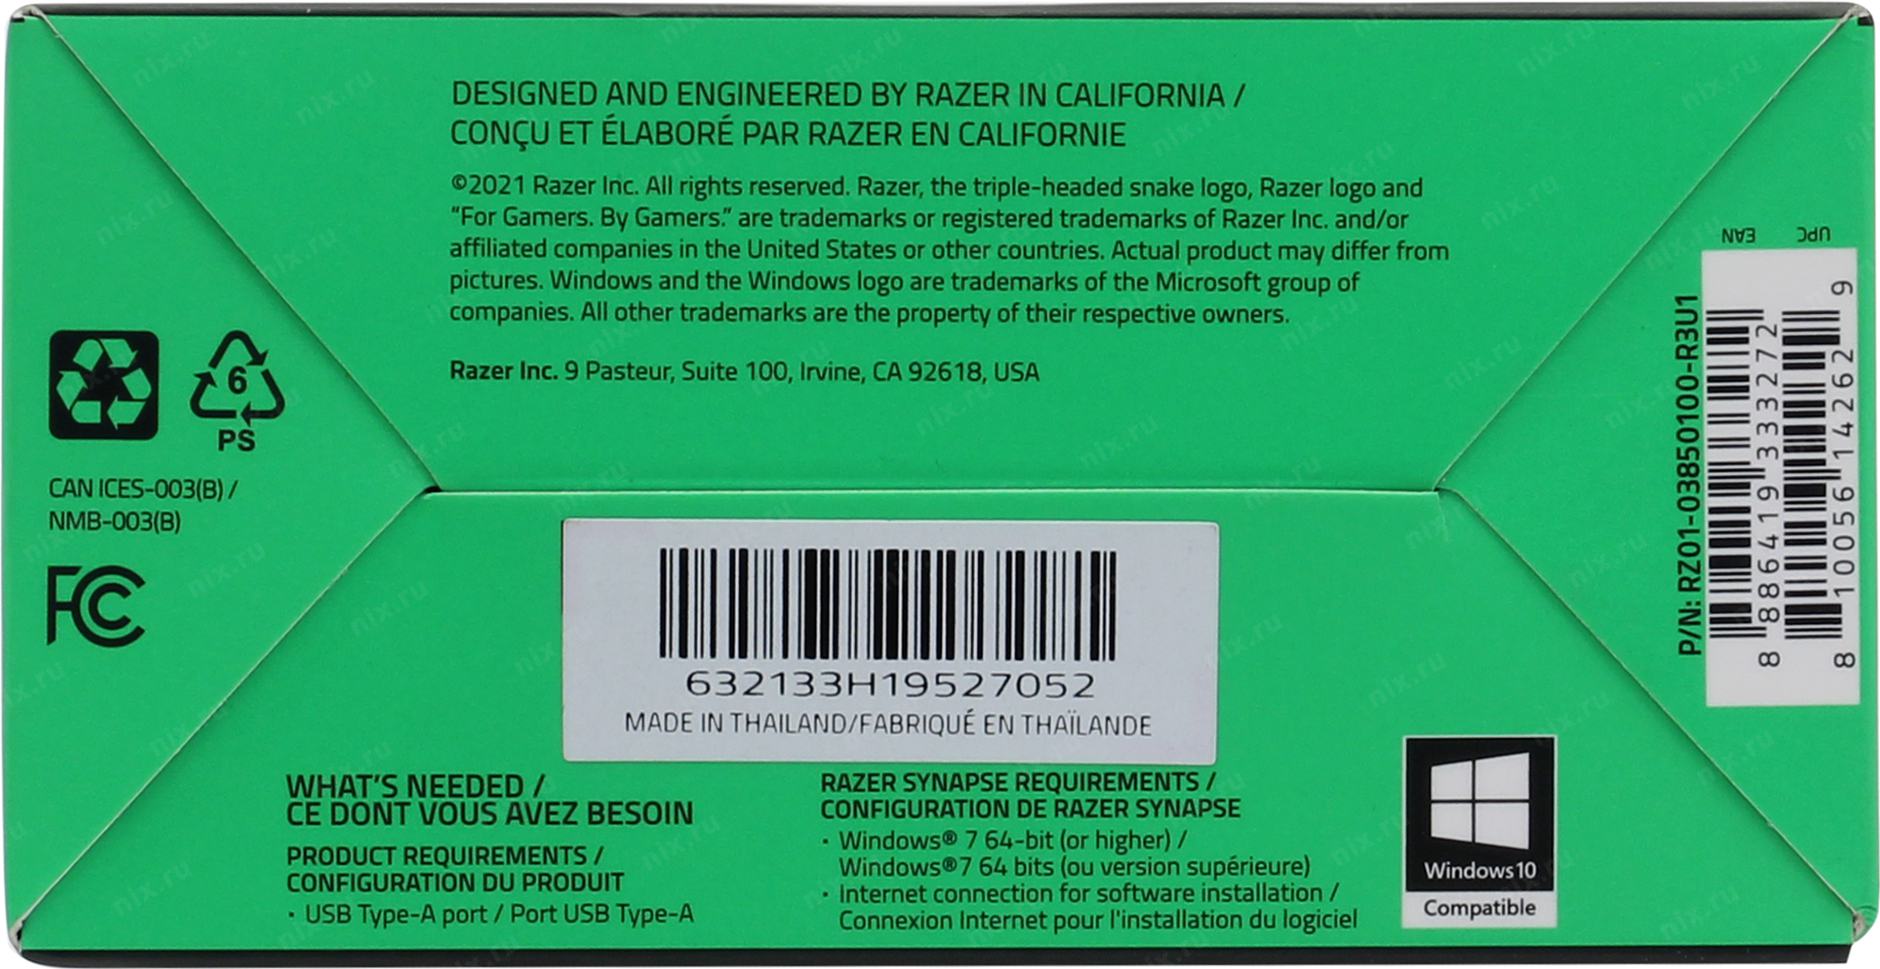 DESIGNED AND ENGINEERED BY RAZER IN CALIFORNIA /
CONÇU ET ÉLABORÉ PAR RAZER EN CALIFORNIE
©2021 Razer Inc. All rights reserved. Razer, the triple-headed snake logo, Razer logo and
“For Gamers. By Gamers.” are trademarks or registered trademarks of Razer Inc. and/or
affiliated companies in the United States or other countries. Actual product may differ from
pictures. Windows and the Windows logo are trademarks of the Microsoft group of
companies. All other trademarks are the property of their respective owners.
Razer Inc. 9 Pasteur, Suite 100, Irvine, CA 92618, USA
6
PS
CAN ICES-003(B) /
NMB-003(B)
FC
632133H19527052
MADE IN THAILAND/FABRIQUÉ EN THAÏLANDE
WHAT'S NEEDED /
CE DONT VOUS AVEZ BESOIN
PRODUCT REQUIREMENTS /
CONFIGURATION DU PRODUIT
· USB Type-A port / Port USB Type-A
RAZER SYNAPSE REQUIREMENTS /
CONFIGURATION DE RAZER SYNAPSE
· Windows® 7 64-bit (or higher) /
Windows®7 64 bits (ou version supérieure)
· Internet connection for software installation /
Connexion Internet pour l'installation du logiciel
Windows10
Compatible
P/N: RZ01-03850100-R3U1
EAN
8 886419 333272
UPC
8 10056 14262 9
nix.ru